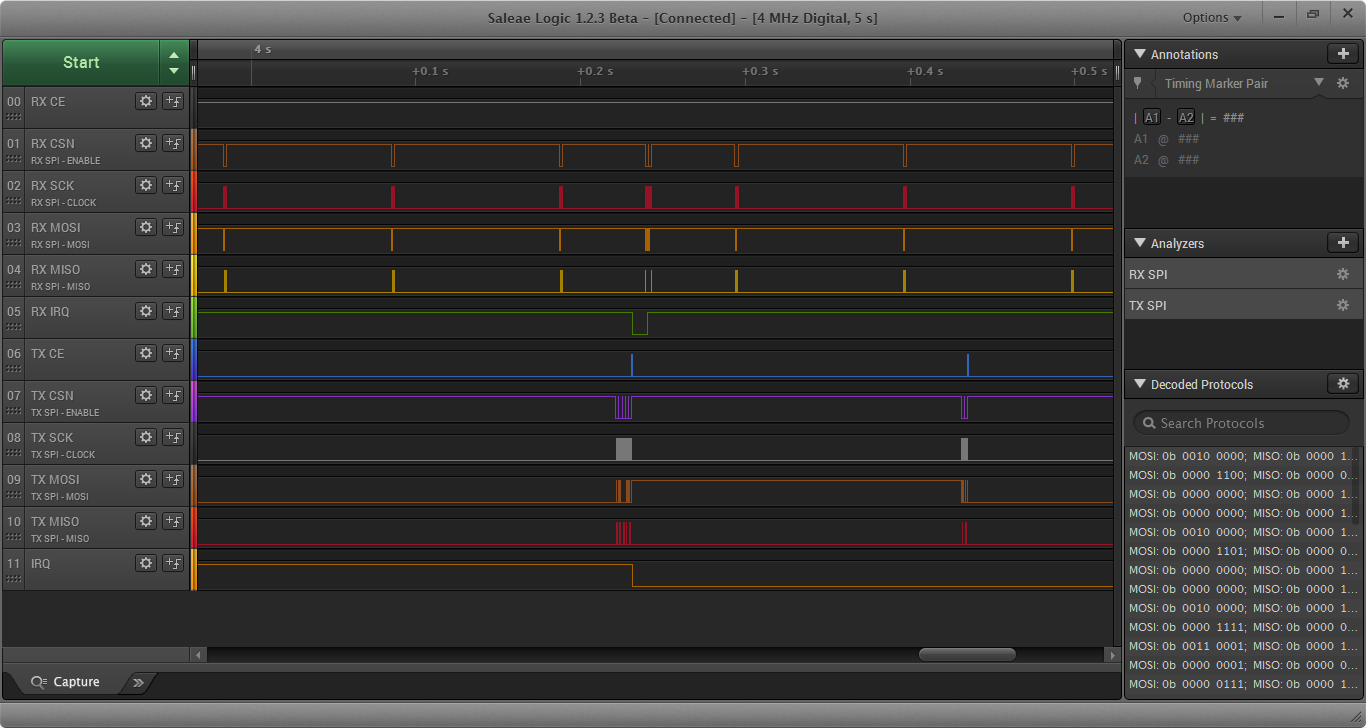 Saleae Logic 1.2.3 Beta - [Connected] - [4 MHz Digital, 5 s]
Options
Start
4 s
+0.1 s +0.2 s +0.3 s +0.4 s +0.5 s
00 RX CE
01 RX CSN
RX SPI - ENABLE
02 RX SCK
RX SPI - CLOCK
03 RX MOSI
RX SPI - MOSI
04 RX MISO
RX SPI - MISO
05 RX IRQ
06 TX CE
07 TX CSN
TX SPI - ENABLE
08 TX SCK
TX SPI - CLOCK
09 TX MOSI
TX SPI - MOSI
10 TX MISO
TX SPI - MISO
11 IRQ
Capture
Annotations
Timing Marker Pair
| A1 - A2 | = ###
A1 @ ###
A2 @ ###
Analyzers
RX SPI
TX SPI
Decoded Protocols
Search Protocols
MOSI: 0b 0010 0000; MISO: 0b 0000 1...
MOSI: 0b 0000 1100; MISO: 0b 0000 0...
MOSI: 0b 0000 0000; MISO: 0b 0000 1...
MOSI: 0b 0000 0000; MISO: 0b 0000 1...
MOSI: 0b 0010 0000; MISO: 0b 0000 1...
MOSI: 0b 0000 1101; MISO: 0b 0000 0...
MOSI: 0b 0000 0000; MISO: 0b 0000 1...
MOSI: 0b 0000 0000; MISO: 0b 0000 1...
MOSI: 0b 0010 0000; MISO: 0b 0000 1...
MOSI: 0b 0000 1111; MISO: 0b 0000 0...
MOSI: 0b 0011 0001; MISO: 0b 0000 1...
MOSI: 0b 0000 0001; MISO: 0b 0000 0...
MOSI: 0b 0000 0111; MISO: 0b 0000 1...